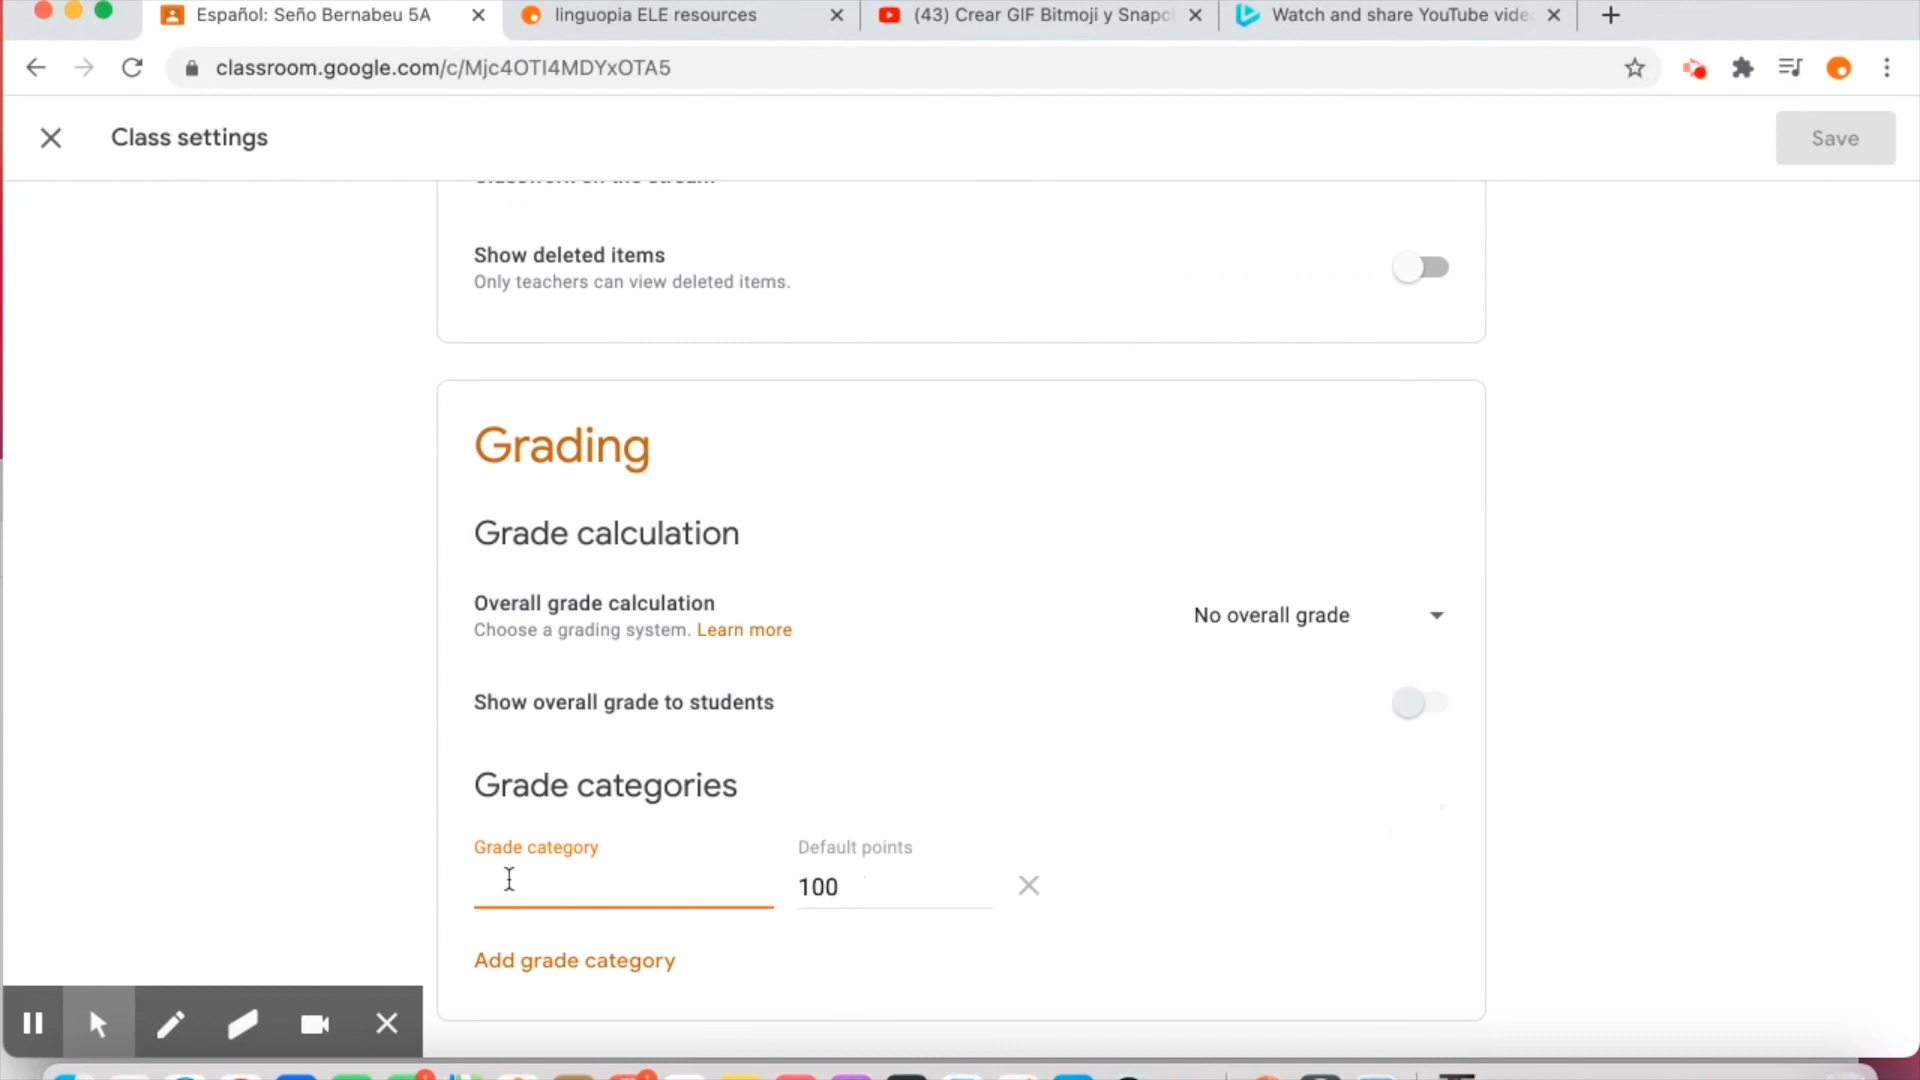 Español: Seño Bernabeu 5A
linguopia ELE resources
(43) Crear GIF Bitmoji y Snapc
Watch and share YouTube vide
classroom.google.com/c/Mjc4OTI4MDYxOTA5
Class settings
Save
Show deleted items
Only teachers can view deleted items.
Grading
Grade calculation
Overall grade calculation
Choose a grading system. Learn more
No overall grade
Show overall grade to students
Grade categories
Grade category
Default points
100
Add grade category